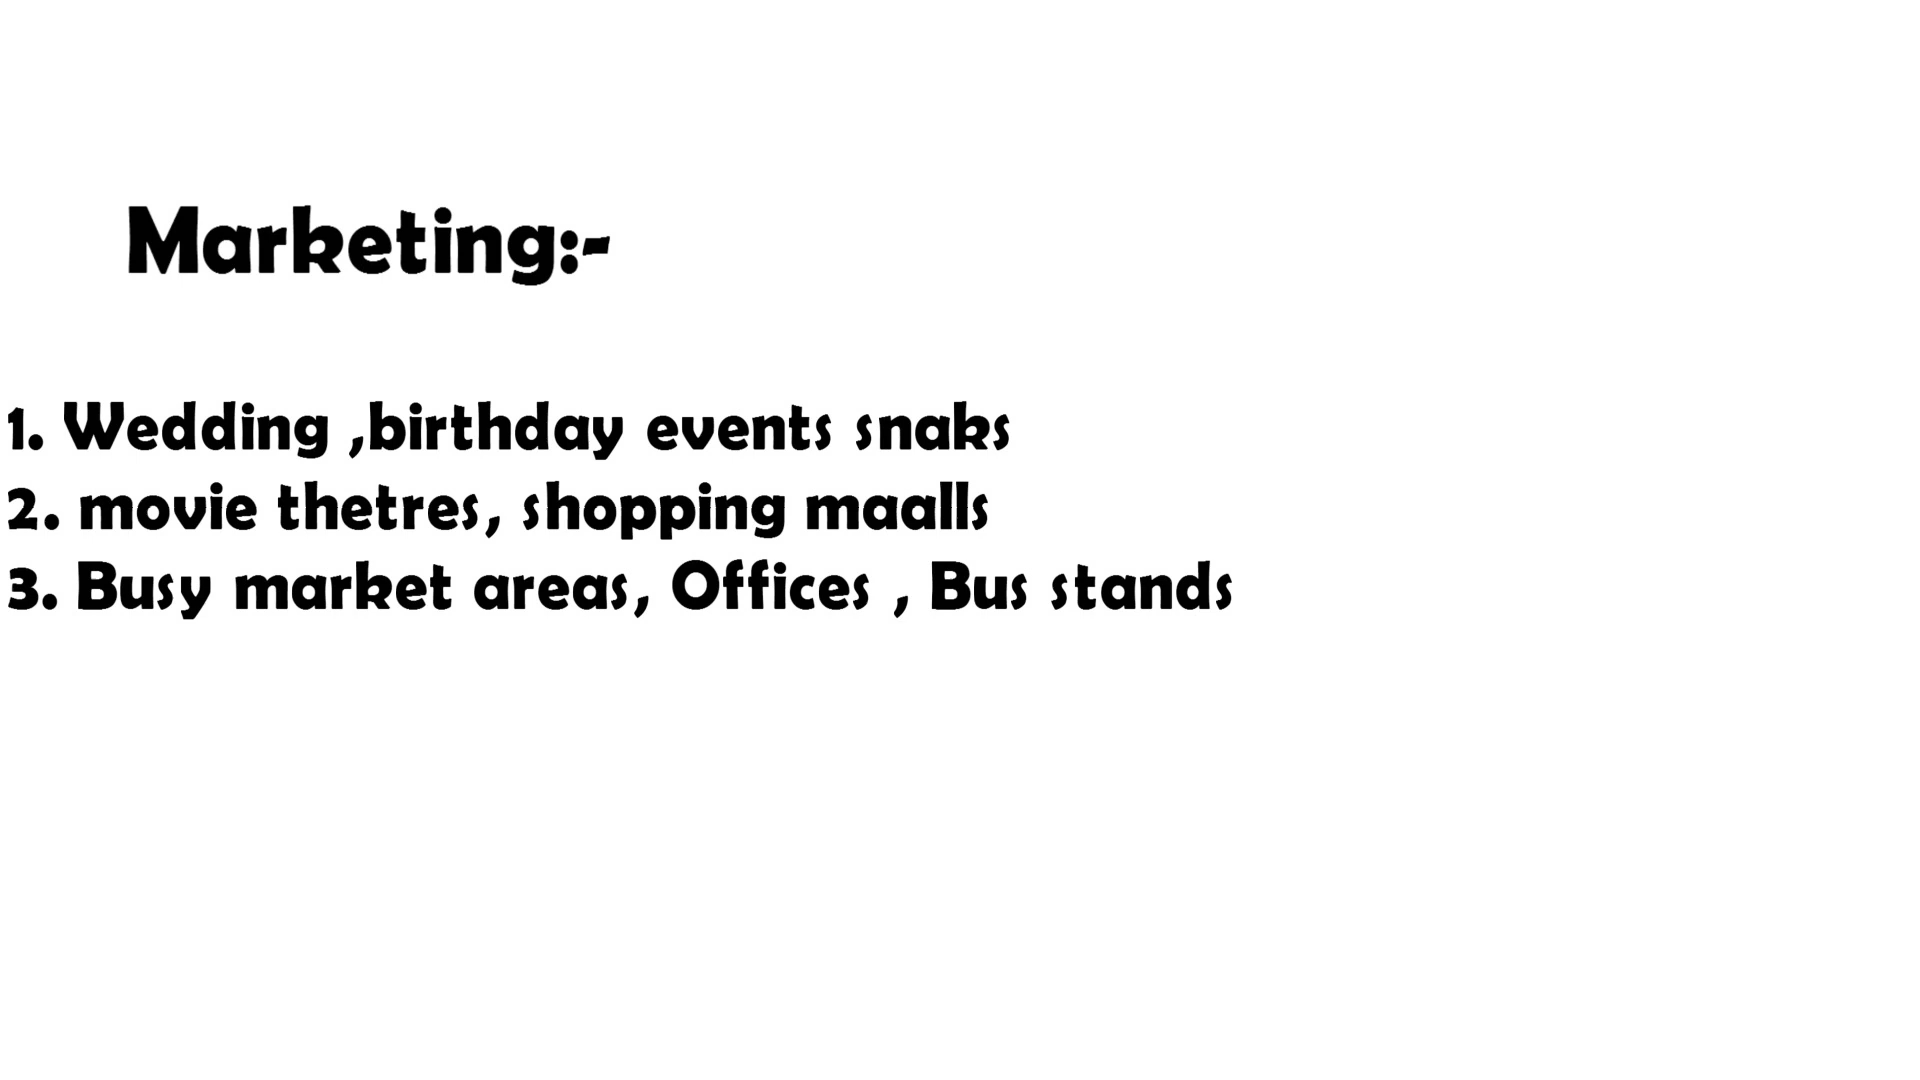 Marketing:-
1. Wedding ,birthday events snaks
2. movie thetres, shopping maalls
3. Busy market areas, Offices , Bus stands